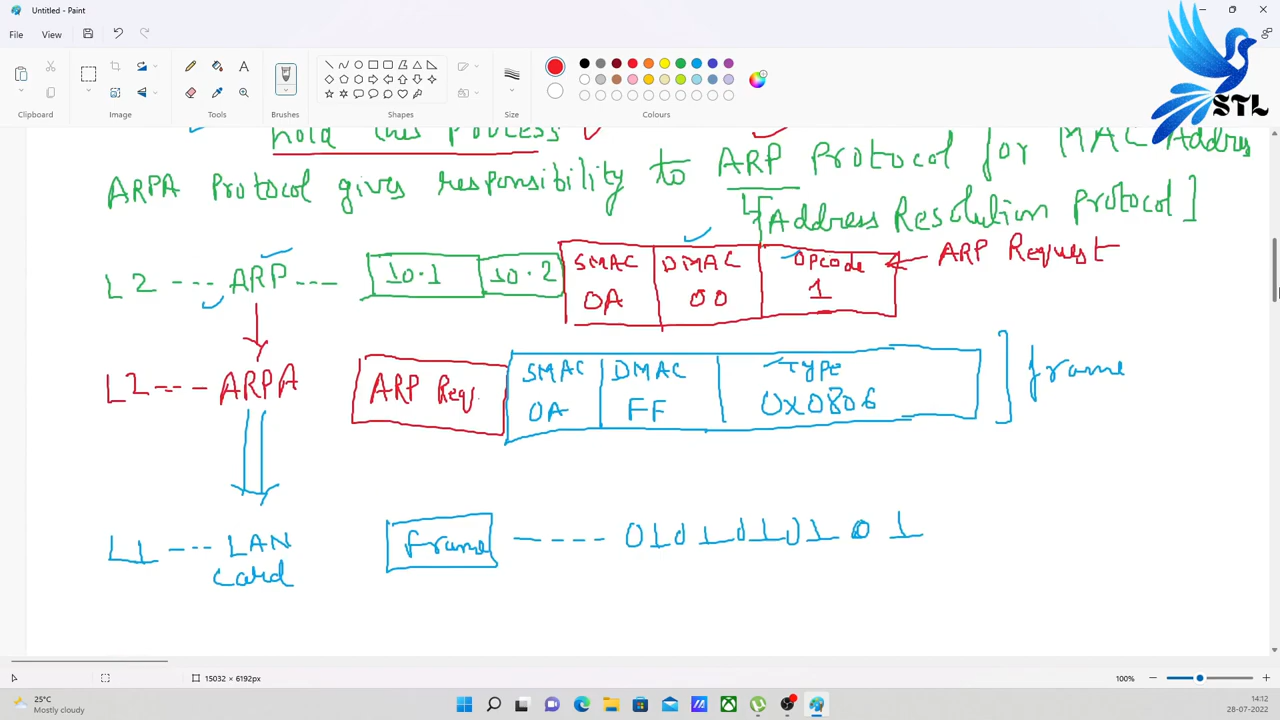 Untitled - Paint
File View
Clipboard Image Tools Brushes Shapes Colours
STL
hold this process
ARPA Protocol gives responsibility to ARP Protocol for MAC Addres
[Address Resolution protocol]
L2 --- ARP --- 10.1 10.2 SMAC DMAC Opcode ARP Request
0A 00 1
L2 --- ARPA ARP Req. SMAC DMAC Type frame
0A FF 0x0806
L1 --- LAN Card frame ---- 0101010101
15032 × 6192px
100%
25°C
Mostly cloudy
14:12
28-07-2022